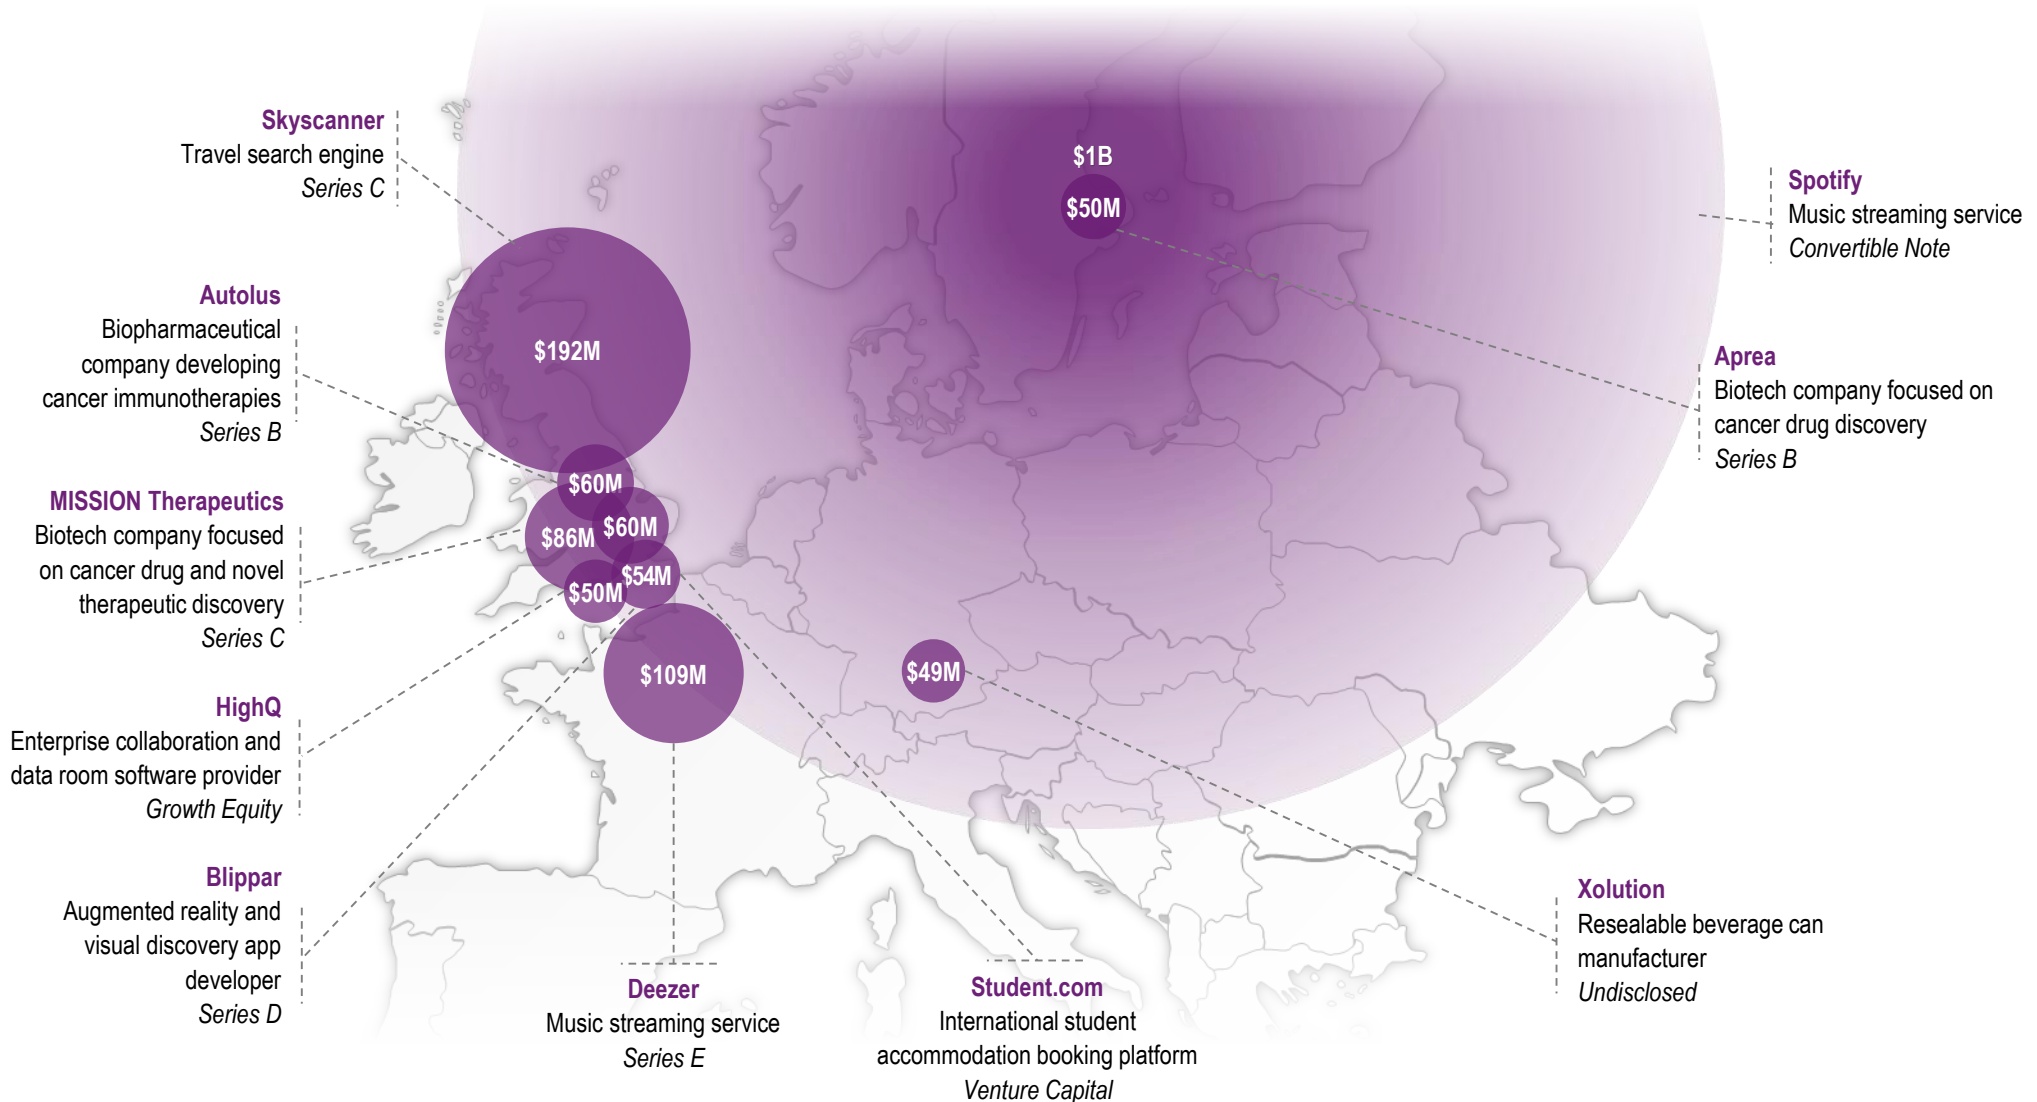 Skyscanner
Travel search engine
Series C
Autolus
Biopharmaceutical
company developing
cancer immunotherapies
Series B
MISSION Therapeutics
Biotech company focused
on cancer drug and novel
therapeutic discovery
Series C
HighQ
Enterprise collaboration and
data room software provider
Growth Equity
Blippar
Augmented reality and
visual discovery app
developer
Series D
$1B
$50M
$192M
$60M
$60M
$86M
$54M
$50M
$109M
$49M
Deezer
Music streaming service
Series E
Student.com
International student
accommodation booking platform
Venture Capital
Spotify
Music streaming service
Convertible Note
Aprea
Biotech company focused on
cancer drug discovery
Series B
Xolution
Resealable beverage can
manufacturer
Undisclosed